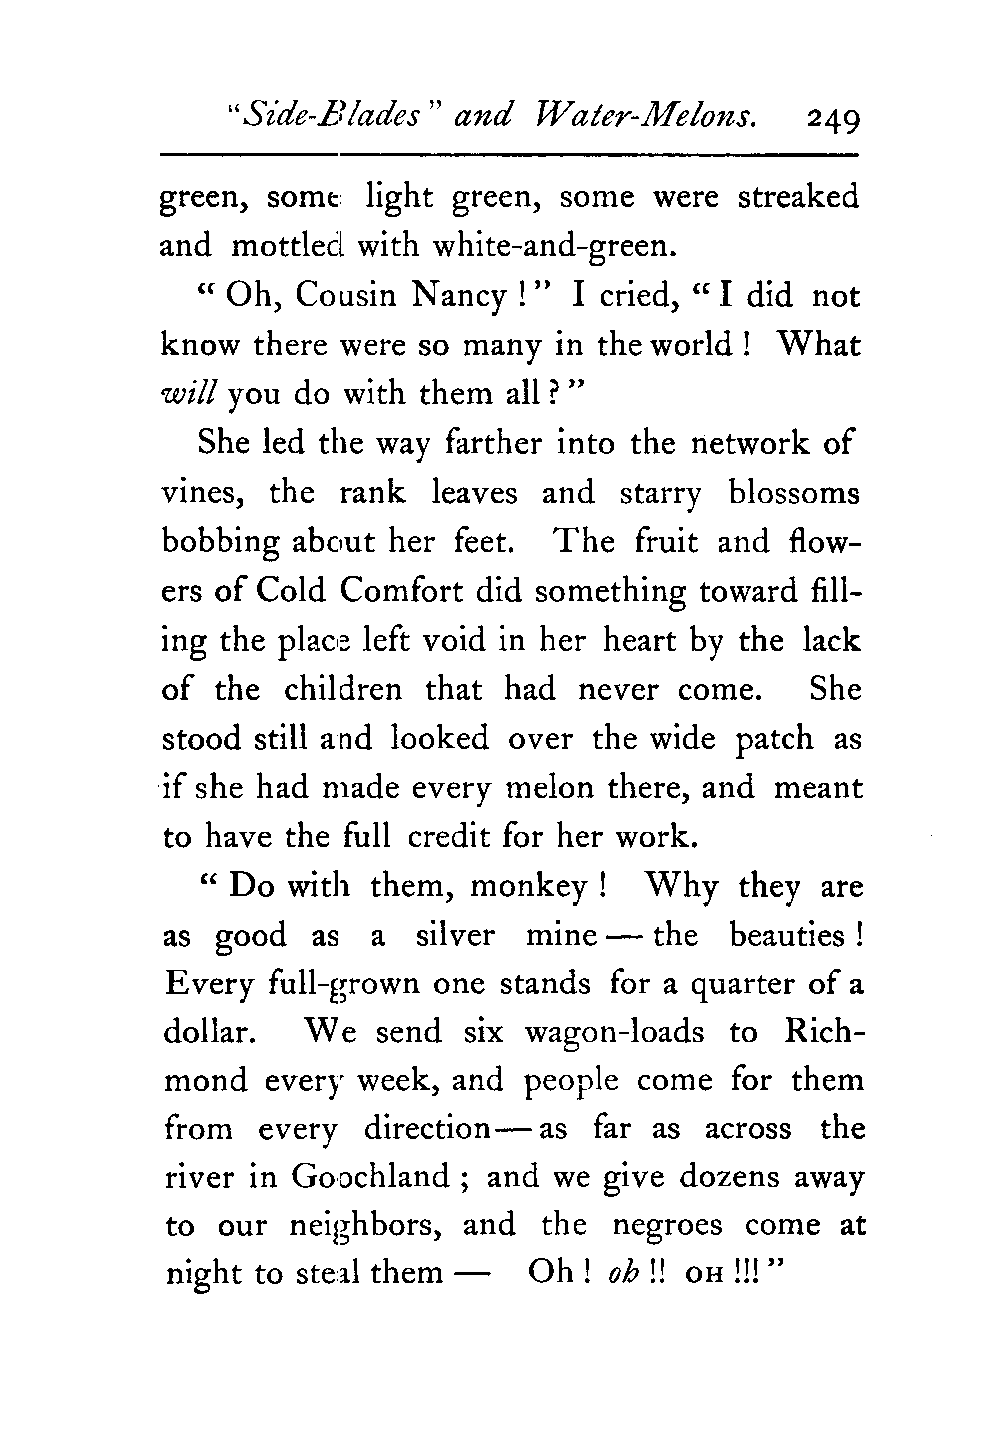 "Side-Blades" and Water-Melons. 249
green, some light green, some were streaked
and mottled with white-and-green.
" Oh, Cousin Nancy ! " I cried, " I did not
know there were so many in the world ! What
will you do with them all ? "
She led the way farther into the network of
vines, the rank leaves and starry blossoms
bobbing about her feet. The fruit and flow-
ers of Cold Comfort did something toward fill-
ing the place left void in her heart by the lack
of the children that had never come. She
stood still and looked over the wide patch as
if she had made every melon there, and meant
to have the full credit for her work.
" Do with them, monkey ! Why they are
as good as a silver mine — the beauties !
Every full-grown one stands for a quarter of a
dollar. We send six wagon-loads to Rich-
mond every week, and people come for them
from every direction — as far as across the
river in Goochland ; and we give dozens away
to our neighbors, and the negroes come at
night to steal them — Oh ! oh !! OH !!! "